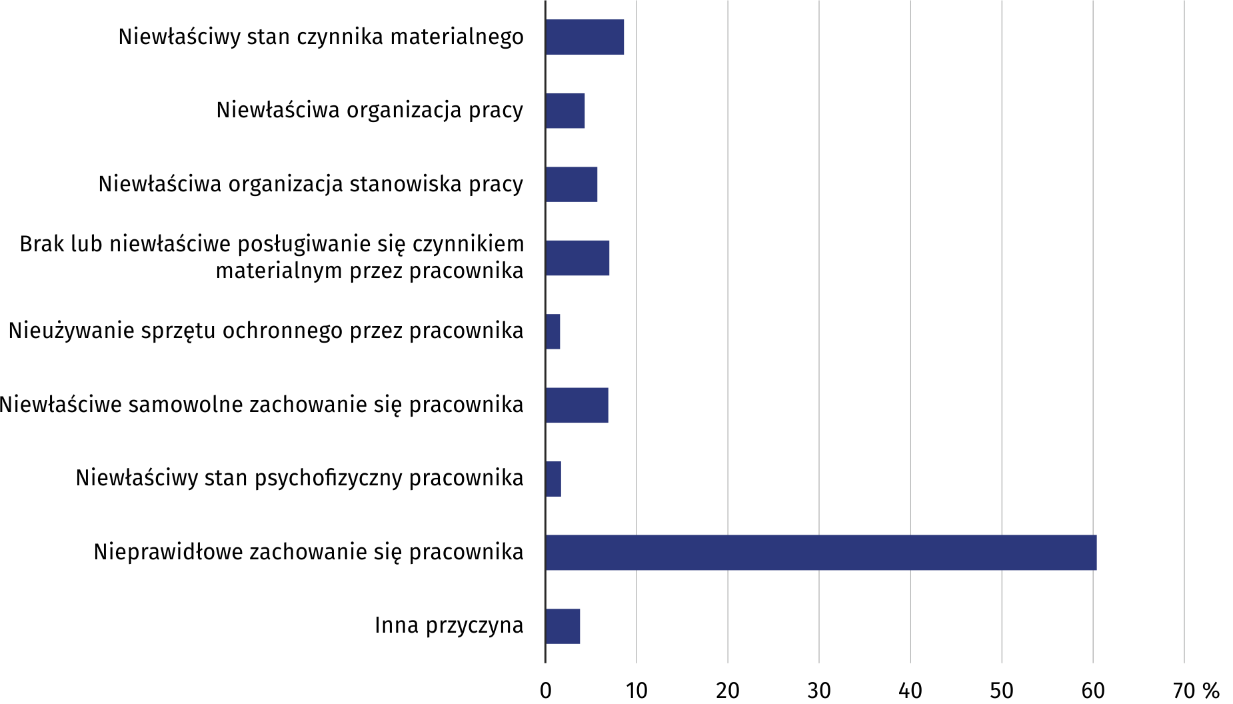 Niewłaściwy stan czynnika materialnego
Niewłaściwa organizacja pracy
Niewłaściwa organizacja stanowiska pracy
Brak lub niewłaściwe posługiwanie się czynnikiem
materialnym przez pracownika
Nieużywanie sprzętu ochronnego przez pracownika
Niewłaściwe samowolne zachowanie się pracownika
Niewłaściwy stan psychofizyczny pracownika
Nieprawidłowe zachowanie się pracownika
Inna przyczyna
0 10 20 30 40 50 60 70 %